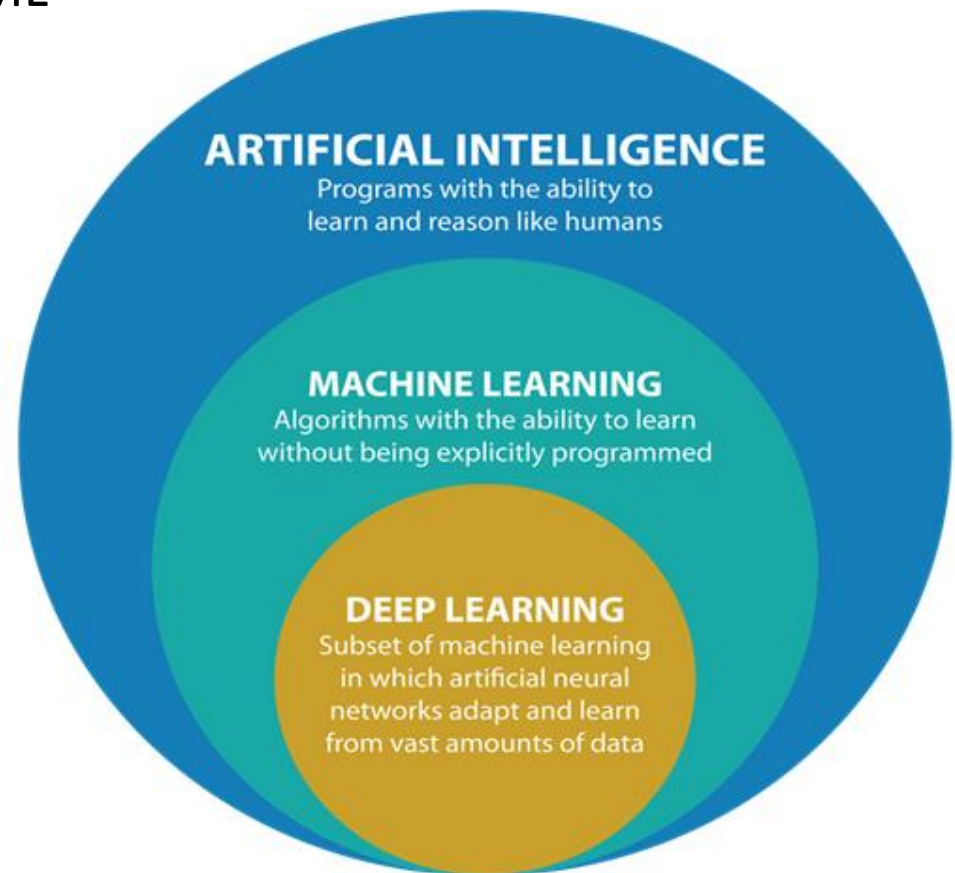 ARTIFICIAL INTELLIGENCE
Programs with the ability to
learn and reason like humans
MACHINE LEARNING
Algorithms with the ability to learn
without being explicitly programmed
DEEP LEARNING
Subset of machine learning
in which artificial neural
networks adapt and learn
from vast amounts of data